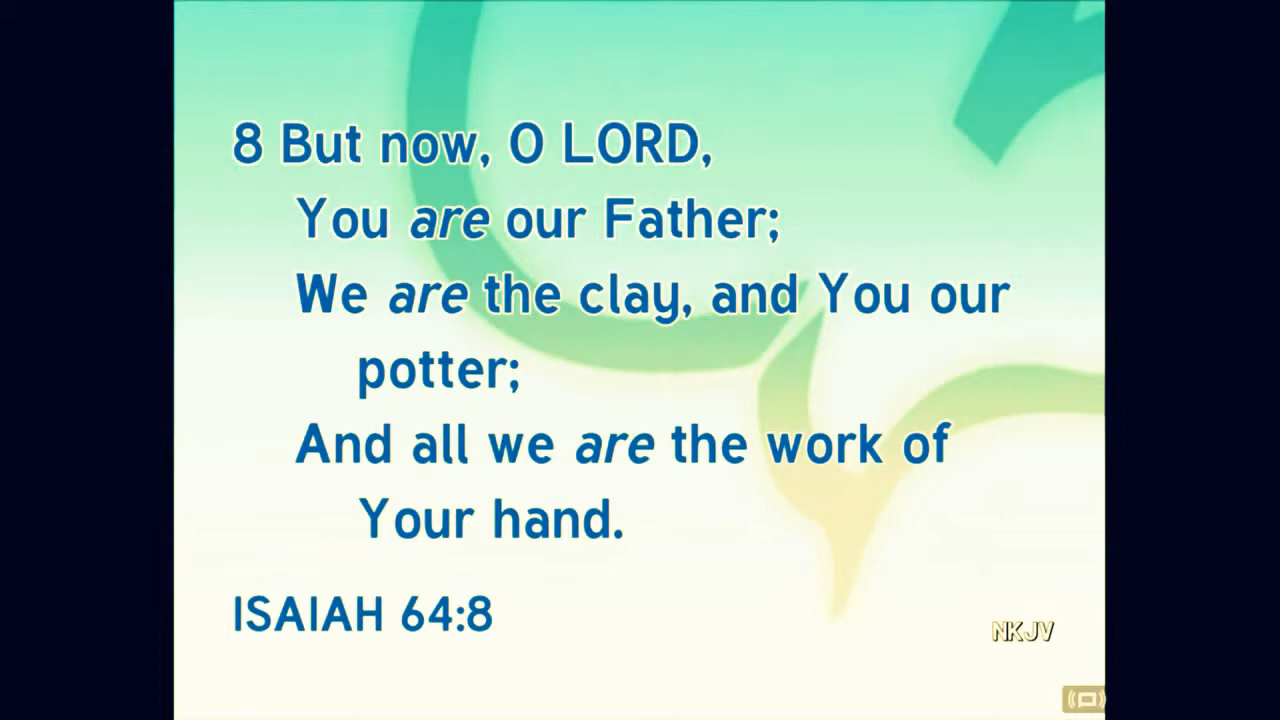 8 But now, O LORD,
You are our Father;
We are the clay, and You our
potter;
And all we are the work of
Your hand.
ISAIAH 64:8
NKJV